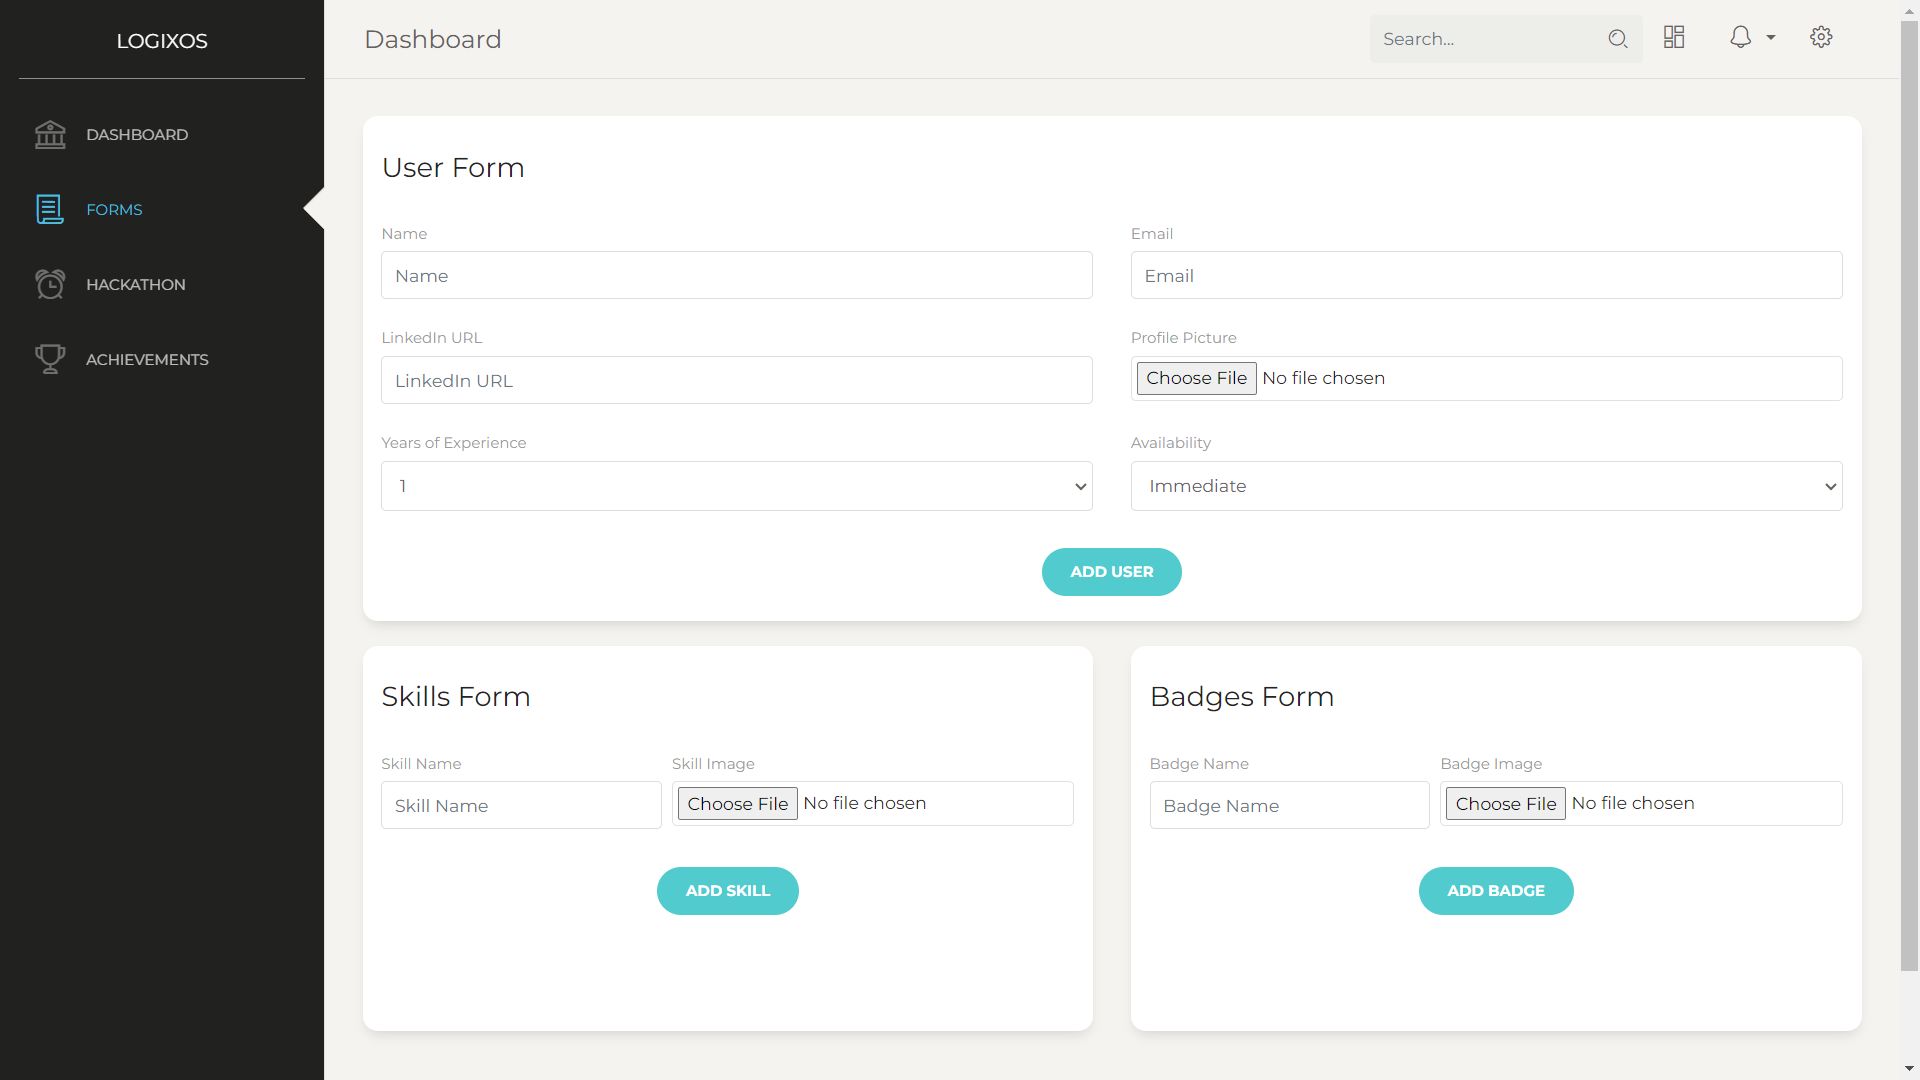 LOGIXOS
DASHBOARD
FORMS
HACKATHON
ACHIEVEMENTS
Dashboard
Search...
User Form
Name
Email
Name
Email
LinkedIn URL
Profile Picture
LinkedIn URL
Choose File No file chosen
Years of Experience
Availability
1
Immediate
ADD USER
Skills Form
Skill Name
Skill Image
Skill Name
Choose File No file chosen
ADD SKILL
Badges Form
Badge Name
Badge Image
Badge Name
Choose File No file chosen
ADD BADGE